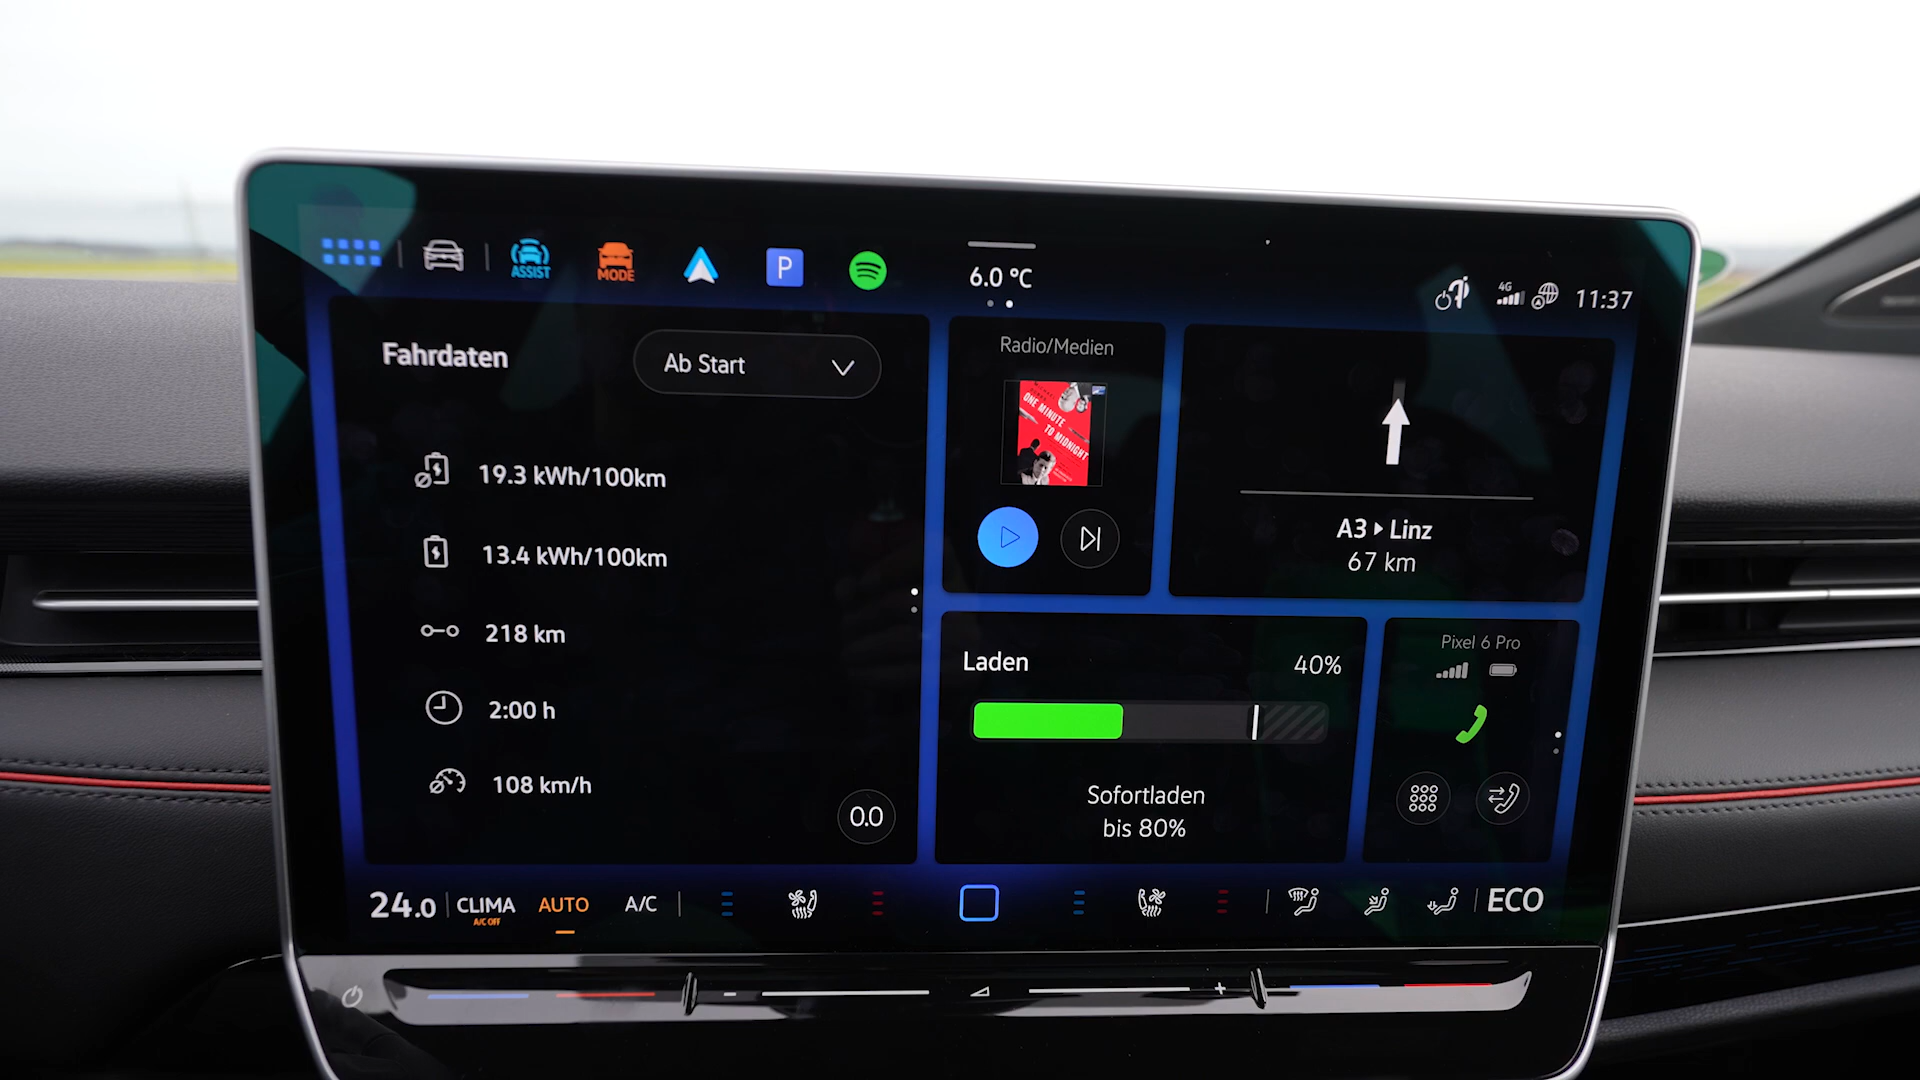 ASSIST
MODE
P
6.0 °C
4G
11:37
Fahrdaten
Ab Start
19.3 kWh/100km
13.4 kWh/100km
218 km
2:00 h
108 km/h
0.0
Radio/Medien
ONE MINUTE
TO MIDNIGHT
A3 ▸ Linz
67 km
Laden
40%
Sofortladen
bis 80%
Pixel 6 Pro
24.0
CLIMA
A/C OFF
AUTO
A/C
ECO